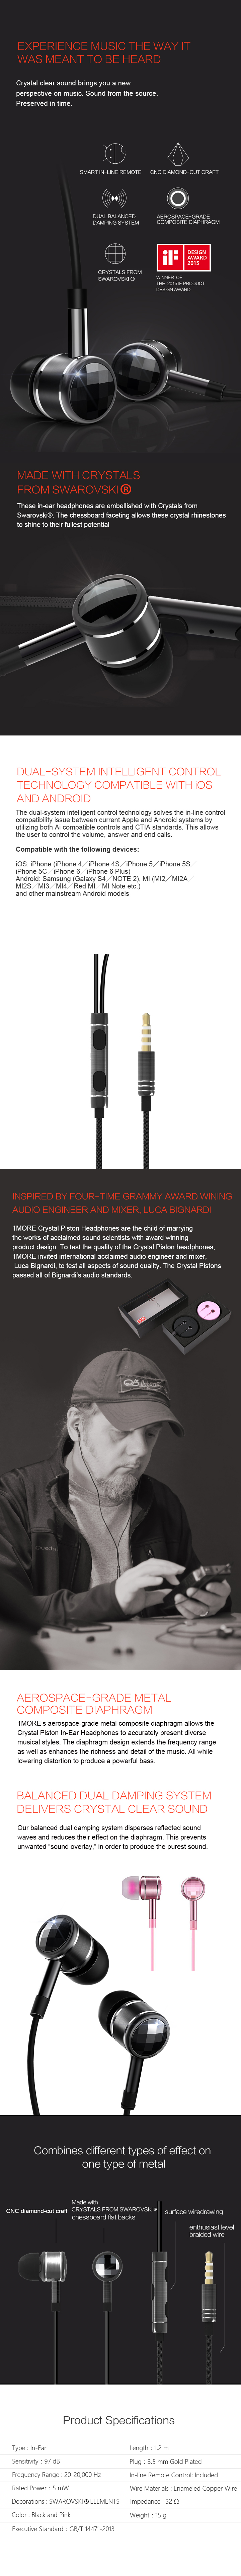 EXPERIENCE MUSIC THE WAY IT
WAS MEANT TO BE HEARD
Crystal clear sound brings you a new
perspective on music. Sound from the source.
Preserved in time.
SMART IN-LINE REMOTE
CNC DIAMOND-CUT CRAFT
DUAL BALANCED
DAMPING SYSTEM
AEROSPACE-GRADE
COMPOSITE DIAPHRAGM
CRYSTALS FROM
SWAROVSKI ®
iF
DESIGN
AWARD
2015
WINNER OF
THE 2015 IF PRODUCT
DESIGN AWARD
MADE WITH CRYSTALS
FROM SWAROVSKI®
These in-ear headphones are embellished with Crystals from
Swarovski®. The chessboard faceting allows these crystal rhinestones
to shine to their fullest potential
DUAL-SYSTEM INTELLIGENT CONTROL
TECHNOLOGY COMPATIBLE WITH iOS
AND ANDROID
The dual-system intelligent control technology solves the in-line control
compatibility issue between current Apple and Android systems by
utilizing both Ai compatible controls and CTA standards. This allows
the user to control the volume, answer and end calls.
Compatible with the following devices:
iOS: iPhone (iPhone 4／iPhone 4S／iPhone 5／iPhone 5S／
iPhone 5C／iPhone 6／iPhone 6 Plus)
Android: Samsung (Galaxy S4／NOTE 2), MI (MI2／MI2A／
MI2S／MI3／MI4／Red MI／MI Note etc.)
and other mainstream Android models
INSPIRED BY FOUR-TIME GRAMMY AWARD WINING
AUDIO ENGINEER AND MIXER, LUCA BIGNARDI
1MORE Crystal Piston Headphones are the child of marrying
the works of acclaimed sound scientists with award winning
product design. To test the quality of the Crystal Piston headphones,
1MORE invited international acclaimed audio engineer and mixer,
Luca Bignardi, to test all aspects of sound quality. The Crystal Pistons
passed all of Bignardi's audio standards.
AEROSPACE-GRADE METAL
COMPOSITE DIAPHRAGM
1MORE's aerospace-grade metal composite diaphragm allows the
Crystal Piston In-Ear Headphones to accurately present diverse
musical styles. The diaphragm design extends the frequency range
as well as enhances the richness and detail of the music. All while
lowering distortion to produce a powerful bass.
BALANCED DUAL DAMPING SYSTEM
DELIVERS CRYSTAL CLEAR SOUND
Our balanced dual damping system disperses reflected sound
waves and reduces their effect on the diaphragm. This prevents
unwanted "sound overlay," in order to produce the purest sound.
Combines different types of effect on
one type of metal
CNC diamond-cut craft
Made with
CRYSTALS FROM SWAROVSKI®
chessboard flat backs
surface wiredrawing
enthusiast level
braided wire
Product Specifications
Type : In-Ear
Length : 1.2 m
Sensitivity : 97 dB
Plug : 3.5 mm Gold Plated
Frequency Range : 20-20,000 Hz
In-line Remote Control: Included
Rated Power : 5 mW
Wire Materials : Enameled Copper Wire
Decorations : SWAROVSKI ® ELEMENTS
Impedance : 32 Ω
Color : Black and Pink
Weight : 15 g
Executive Standard : GB/T 14471-2013